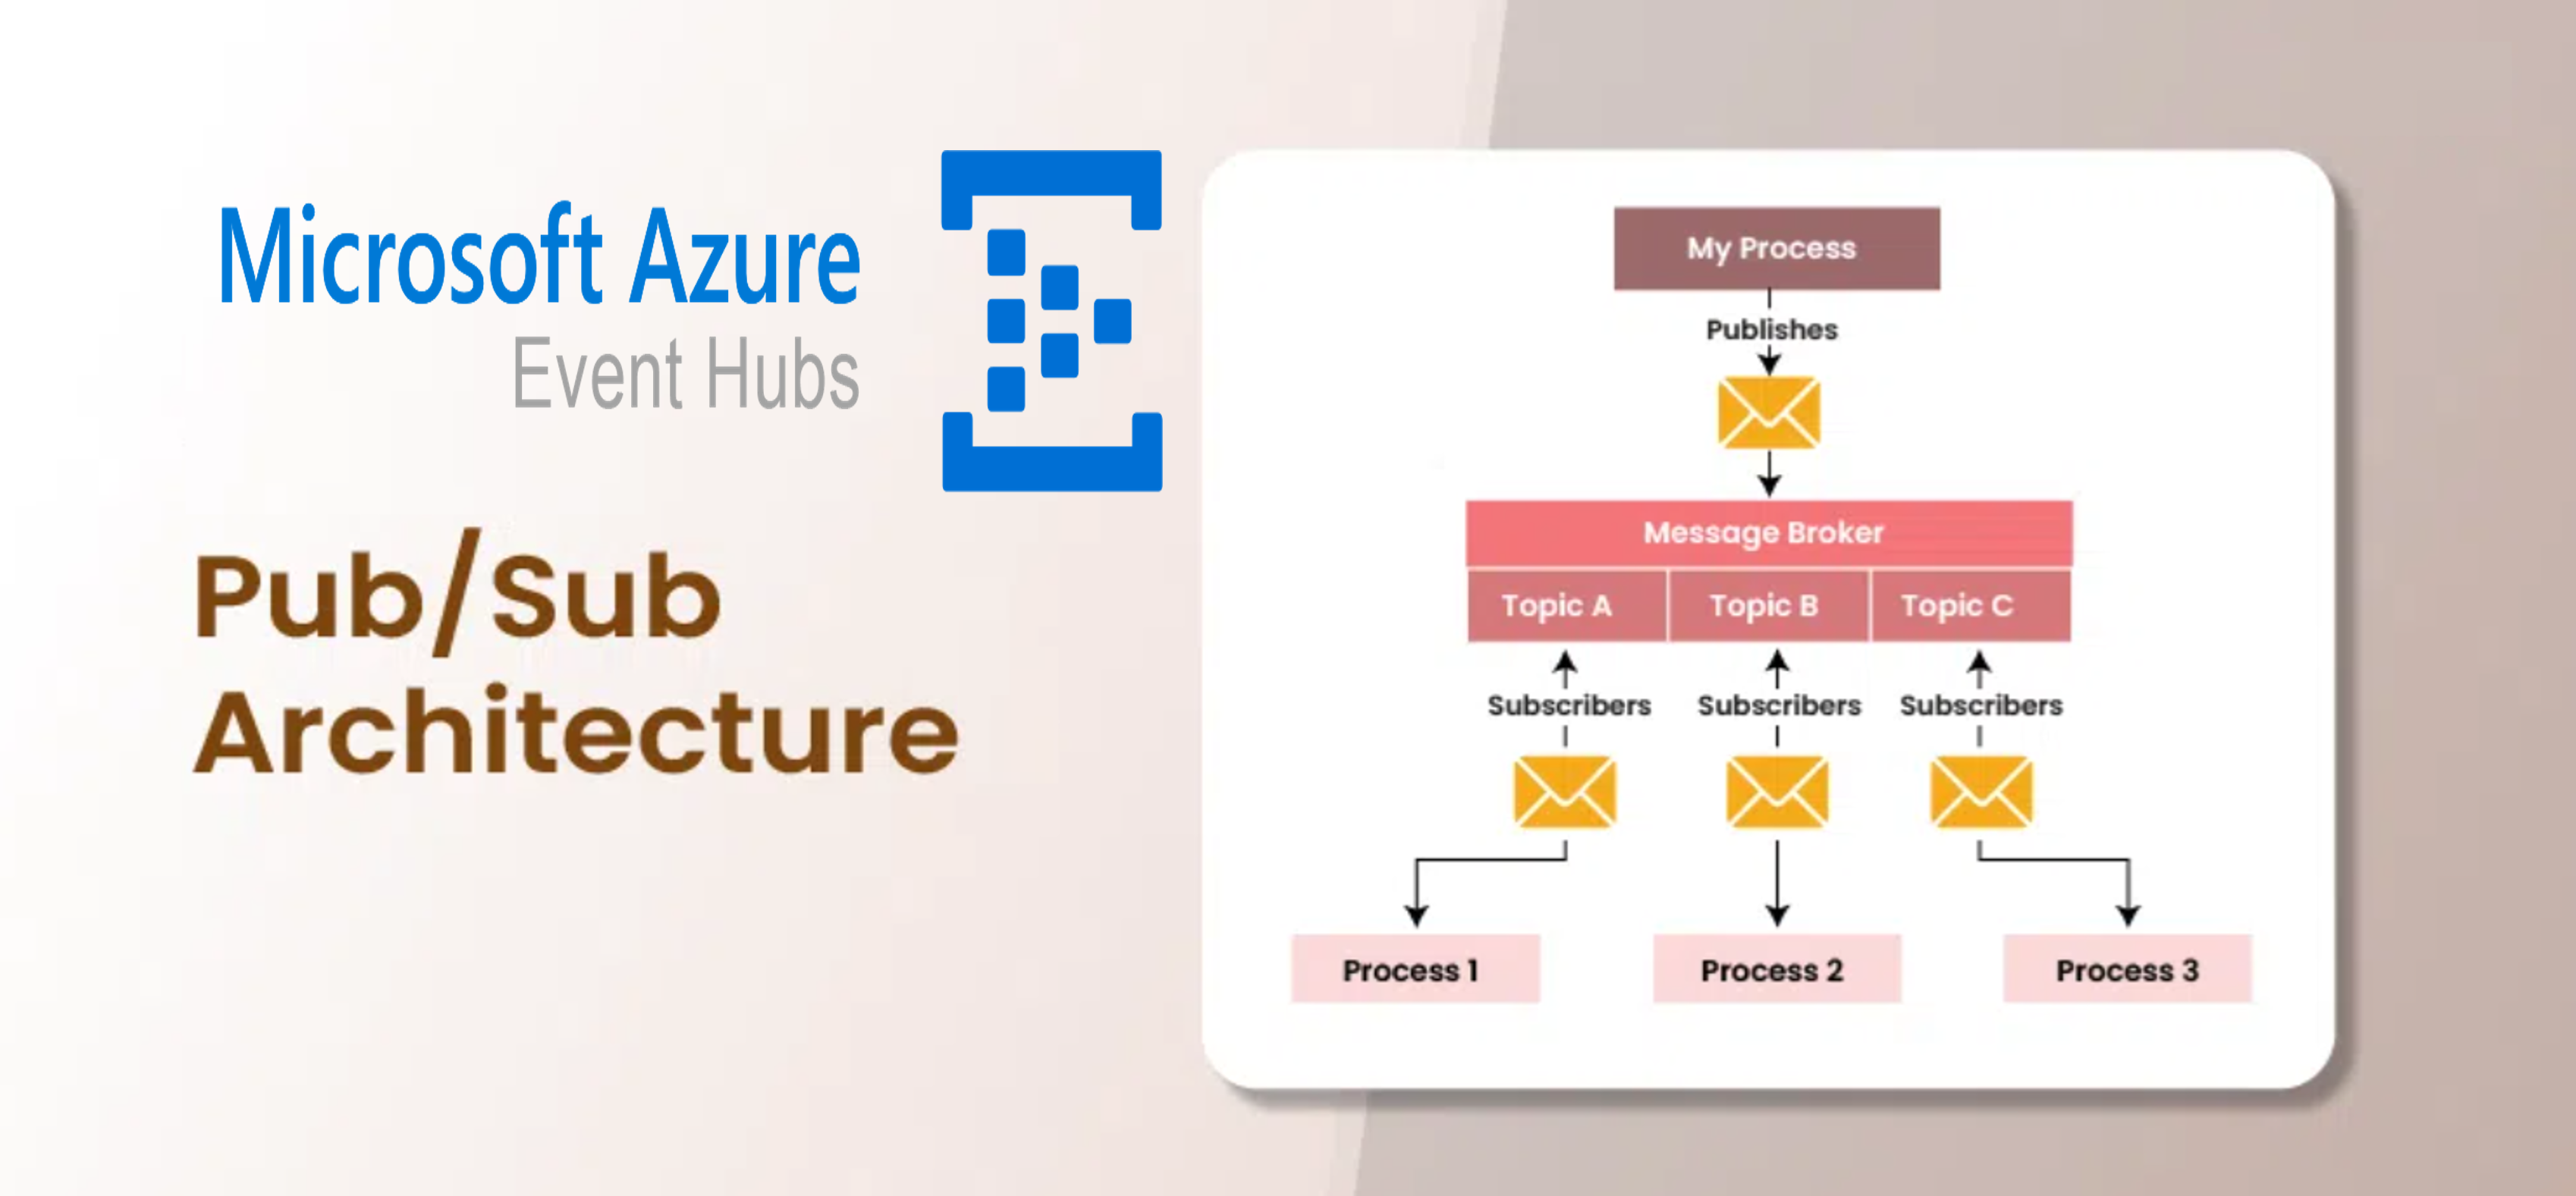 Microsoft Azure
Event Hubs
Pub/Sub
Architecture
My Process
Publishes
Message Broker
Topic A
Topic B
Topic C
Subscribers
Subscribers
Subscribers
Process 1
Process 2
Process 3